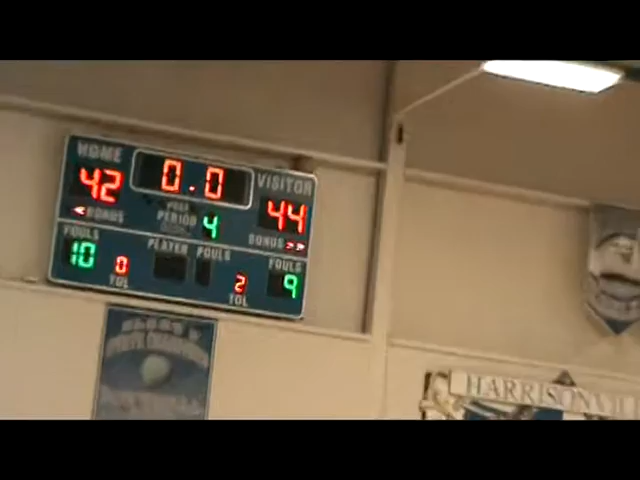 HOME
0.0
VISITOR
42
44
PERIOD 4
BONUS
BONUS
FOULS
PLAYER FOULS
FOULS
10
0
2
9
TOL
TOL
HARRISONVILLE